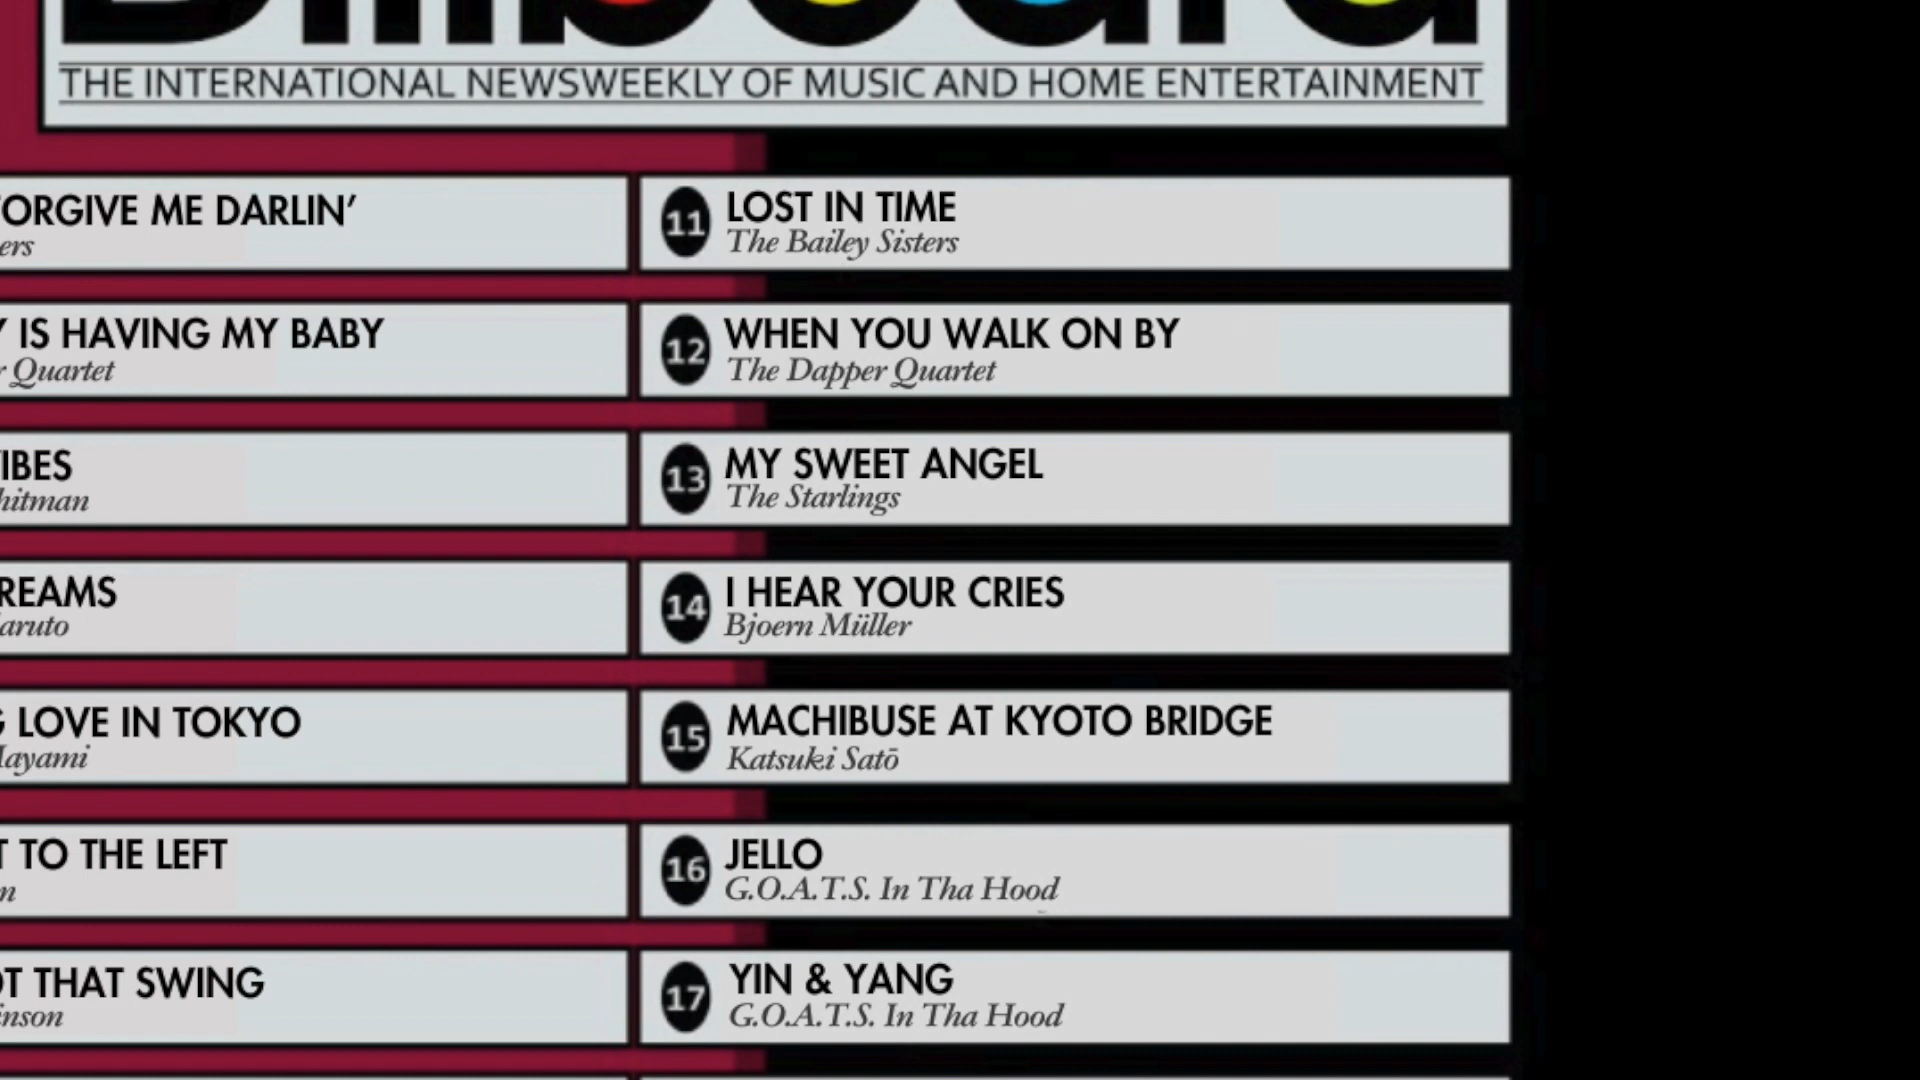 Billboard
THE INTERNATIONAL NEWSWEEKLY OF MUSIC AND HOME ENTERTAINMENT
ME DARLIN’
IS HAVING MY BABY
Quartet
LOVE IN TOKYO
TO THE LEFT
THAT SWING
11 LOST IN TIME
The Bailey Sisters
12 WHEN YOU WALK ON BY
The Dapper Quartet
13 MY SWEET ANGEL
The Starlings
14 I HEAR YOUR CRIES
Bjoern Müller
15 MACHIBUSE AT KYOTO BRIDGE
Katsuki Satō
16 JELLO
G.O.A.T.S. In Tha Hood
17 YIN & YANG
G.O.A.T.S. In Tha Hood